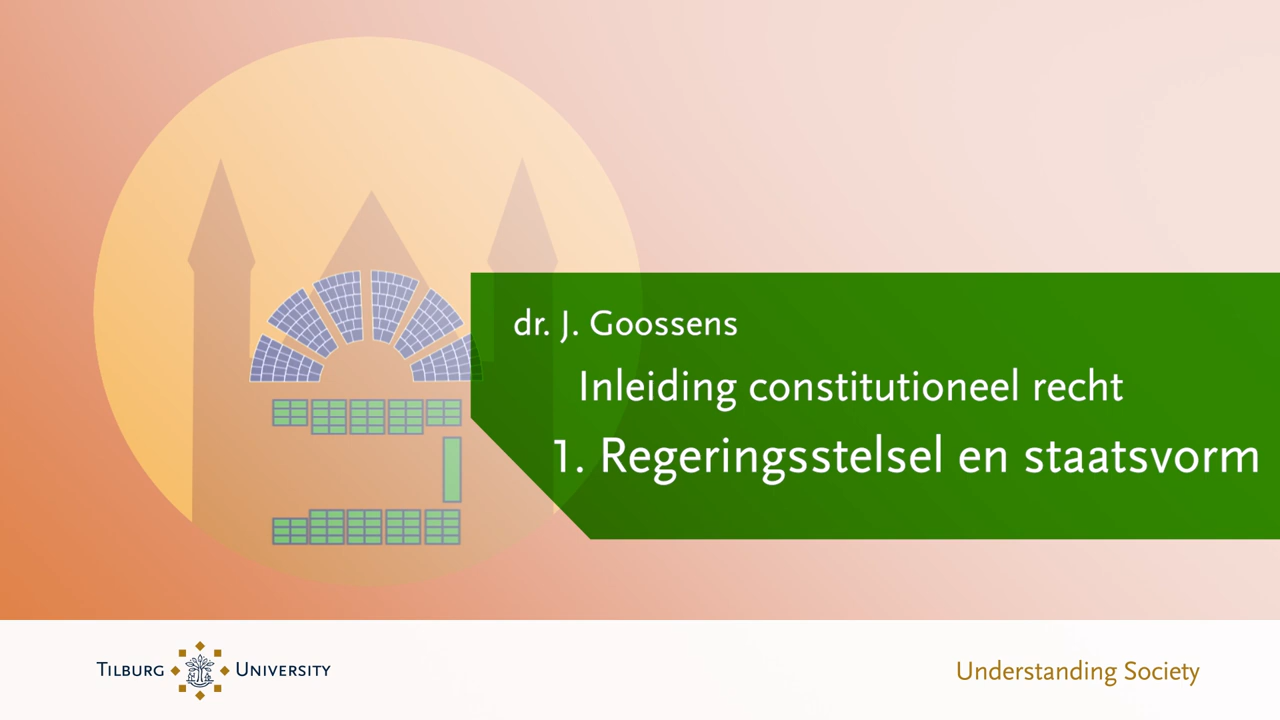 dr. J. Goossens
Inleiding constitutioneel recht
1. Regeringsstelsel en staatsvorm
TILBURG UNIVERSITY
Understanding Society